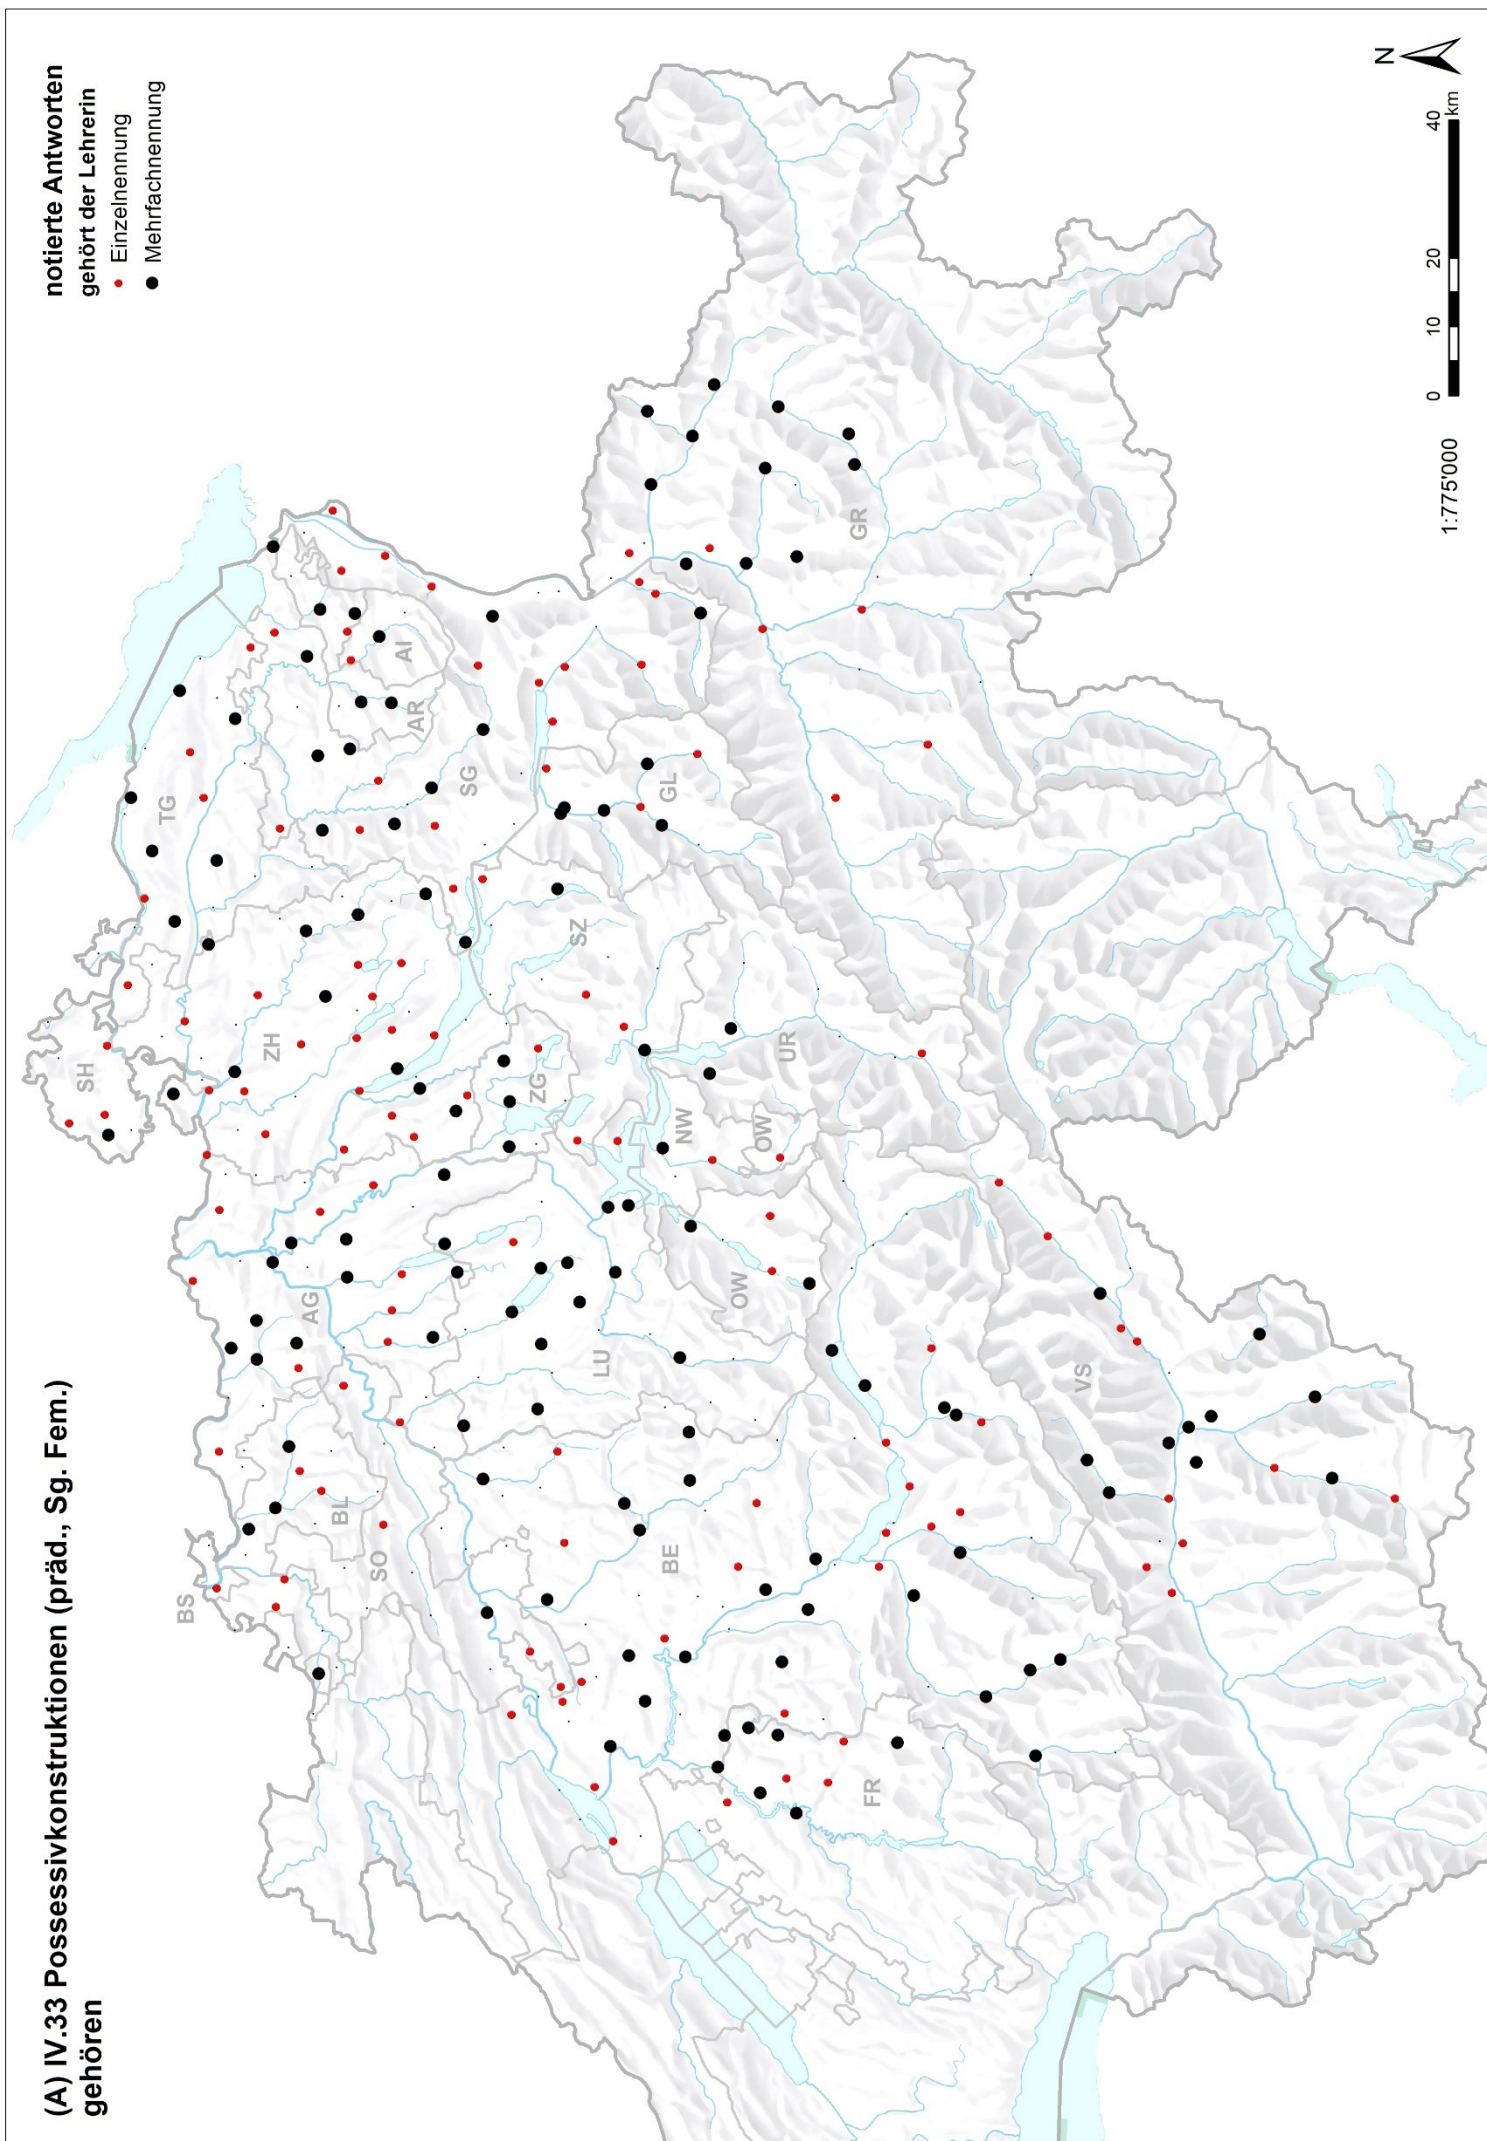 (A) IV.33 Possessivkonstruktionen (präd., Sg. Fem.)
gehören
notierte Antworten
gehört der Lehrerin
Einzelnennung
Mehrfachnennung
SH
BS
TG
ZH
AG
BL
SO
AI
AR
SG
ZG
SZ
GL
LU
NW
OW
OW
UR
BE
GR
FR
VS
N
0 10 20 40
km
1:775'000